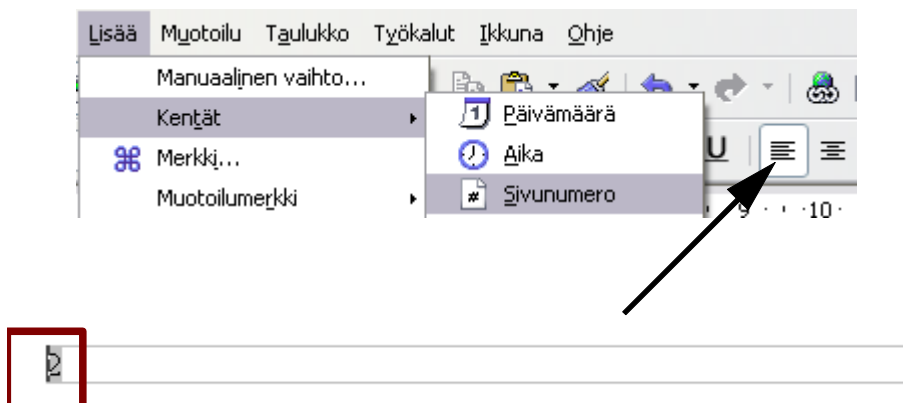 Lisää Muotoilu Taulukko Työkalut Ikkuna Ohje
Manuaalinen vaihto...
Kentät
Päivämäärä
Merkki...
Aika
U
Muotoilumerkki
Sivunumero
9 · ı · 10 ·
2